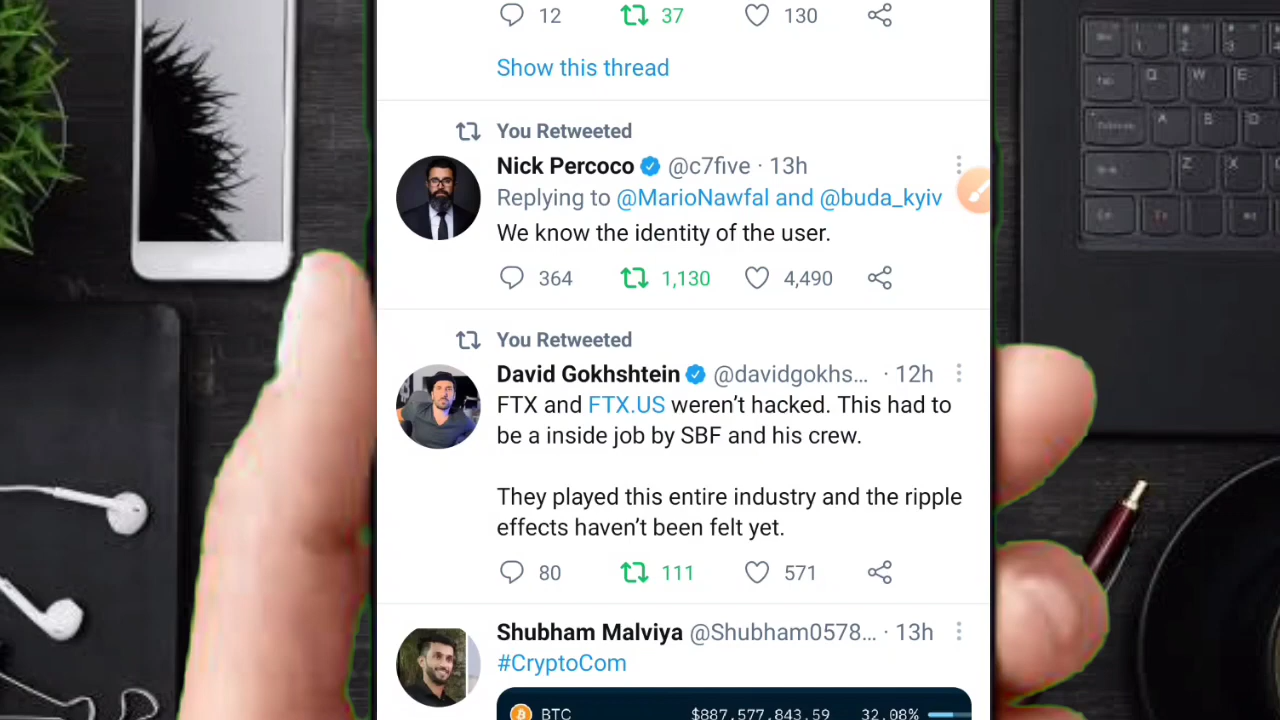 12 37 130
Show this thread
You Retweeted
Nick Percoco @c7five · 13h
Replying to @MarioNawfal and @buda_kyiv
We know the identity of the user.
364 1,130 4,490
You Retweeted
David Gokhshtein @davidgokhs... · 12h
FTX and FTX.US weren’t hacked. This had to
be a inside job by SBF and his crew.
They played this entire industry and the ripple
effects haven’t been felt yet.
80 111 571
Shubham Malviya @Shubham0578... · 13h
#CryptoCom
BTC $887,577,843.59 32.08%
Q W E
A S D
Z X